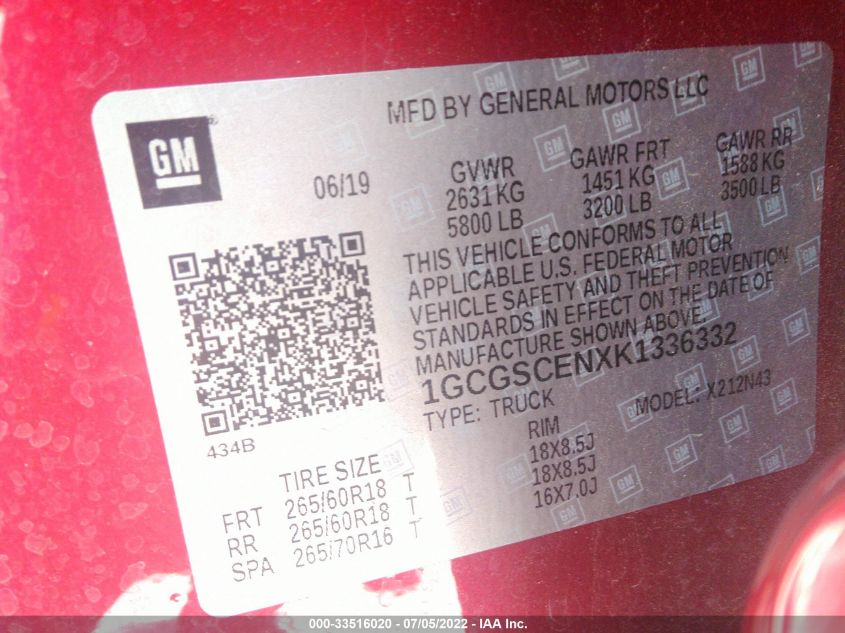 MFD BY GENERAL MOTORS LLC
GM
06/19
GVWR GAWR FRT GAWR RR
2631 KG 1451 KG 1588 KG
5800 LB 3200 LB 3500 LB
THIS VEHICLE CONFORMS TO ALL
APPLICABLE U.S. FEDERAL MOTOR
VEHICLE SAFETY AND THEFT PREVENTION
STANDARDS IN EFFECT ON THE DATE OF
MANUFACTURE SHOWN ABOVE.
1GCGSCENXK1336332
TYPE: TRUCK MODEL: X212N43
434B
TIRE SIZE RIM
FRT 265/60R18 T 18X8.5J
RR 265/60R18 T 18X8.5J
SPA 265/70R16 T 16X7.0J
000-33516020 - 07/05/2022 - IAA Inc.